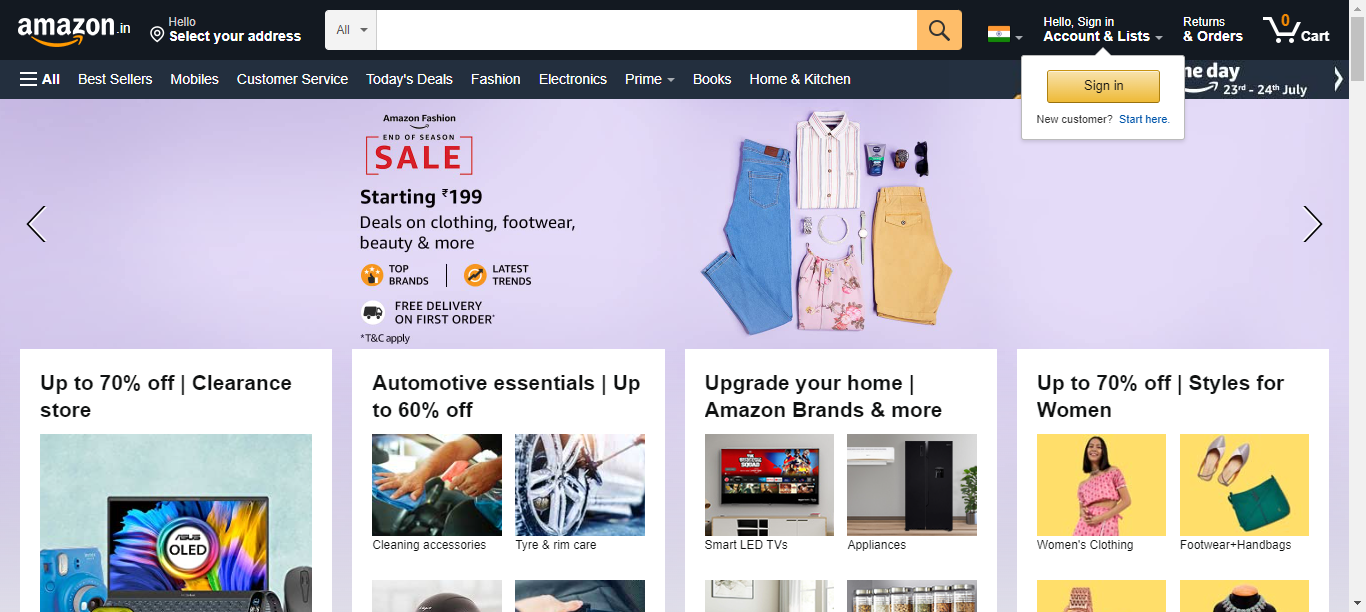 amazon.in
Hello
Select your address
All
Hello, Sign in
Account & Lists
Returns
& Orders
0
Cart
All
Best Sellers
Mobiles
Customer Service
Today's Deals
Fashion
Electronics
Prime
Books
Home & Kitchen
day
23rd - 24th July
Sign in
New customer? Start here.
Amazon Fashion
END OF SEASON
SALE
Starting ₹199
Deals on clothing, footwear,
beauty & more
TOP
BRANDS
LATEST
TRENDS
FREE DELIVERY
ON FIRST ORDER*
*T&C apply
Up to 70% off | Clearance
store
Automotive essentials | Up
to 60% off
Upgrade your home |
Amazon Brands & more
Up to 70% off | Styles for
Women
ASUS
OLED
Cleaning accessories
Tyre & rim care
Smart LED TVs
Appliances
Women's Clothing
Footwear+Handbags